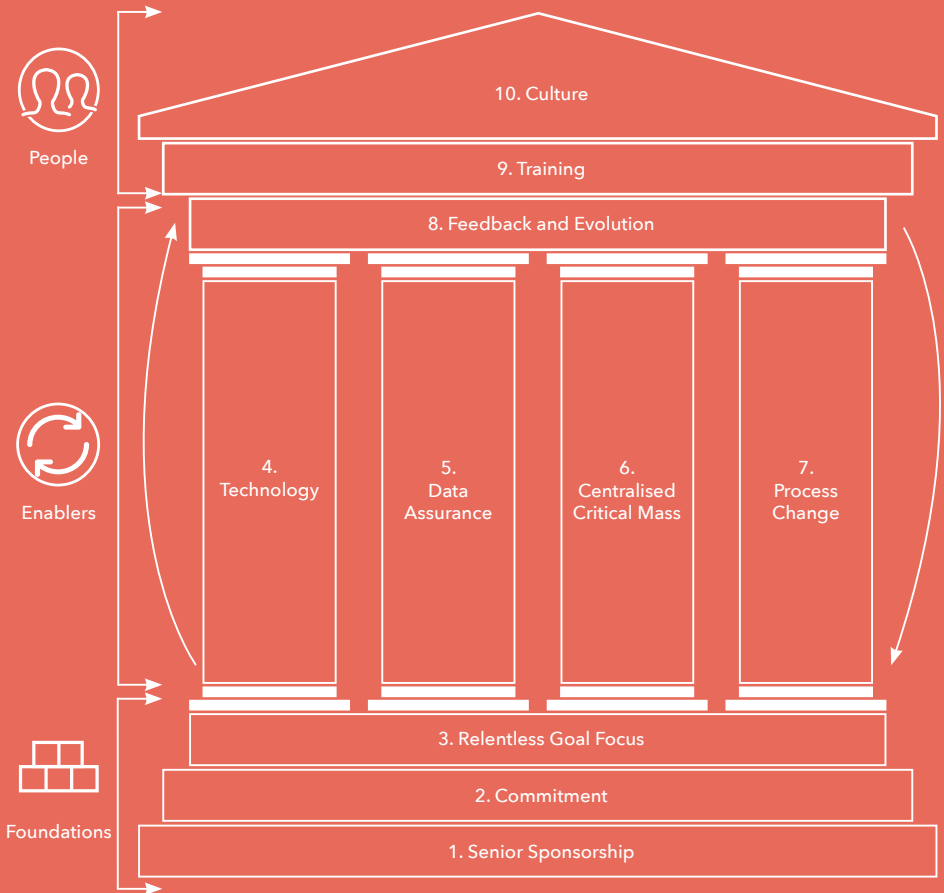 10. Culture
People
9. Training
8. Feedback and Evolution
4.
Technology
5.
Data
Assurance
6.
Centralised
Critical Mass
7.
Process
Change
Enablers
3. Relentless Goal Focus
2. Commitment
Foundations
1. Senior Sponsorship